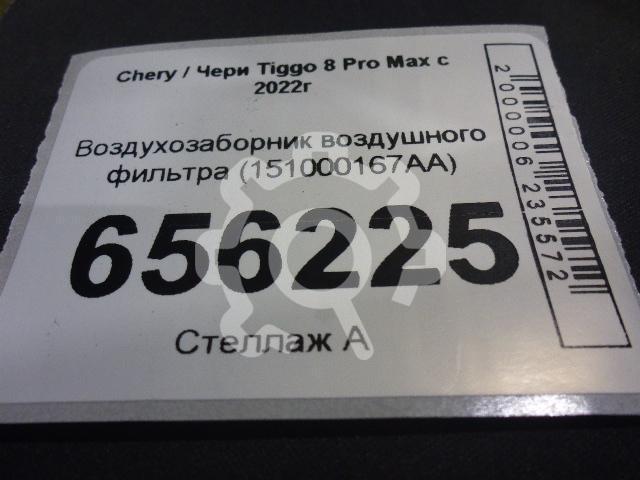 Chery / Чери Tiggo 8 Pro Max с
2022г
Воздухозаборник воздушного
фильтра (151000167AA)
656225
Стеллаж А
2000006235572